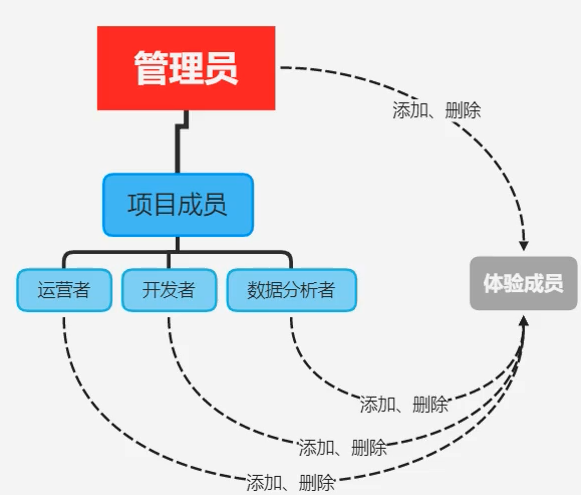 管理员
添加、删除
项目成员
运营者
开发者
数据分析者
体验成员
添加、删除
添加、删除
添加、删除